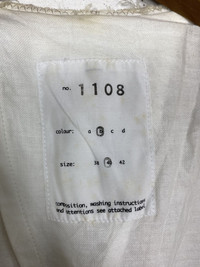 no. 1108
colour: a b c d
size: 38 40 42
composition, washing instructions
and attentions see attached label